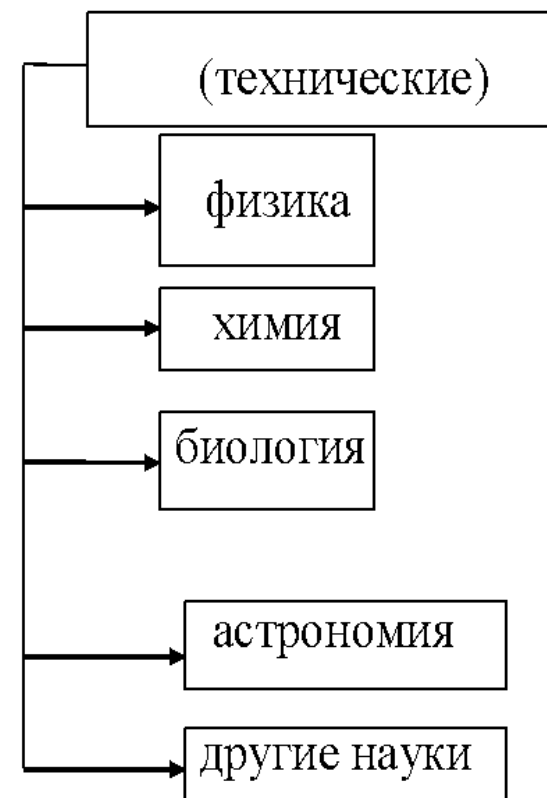 (технические)
физика
химия
биология
астрономия
другие науки